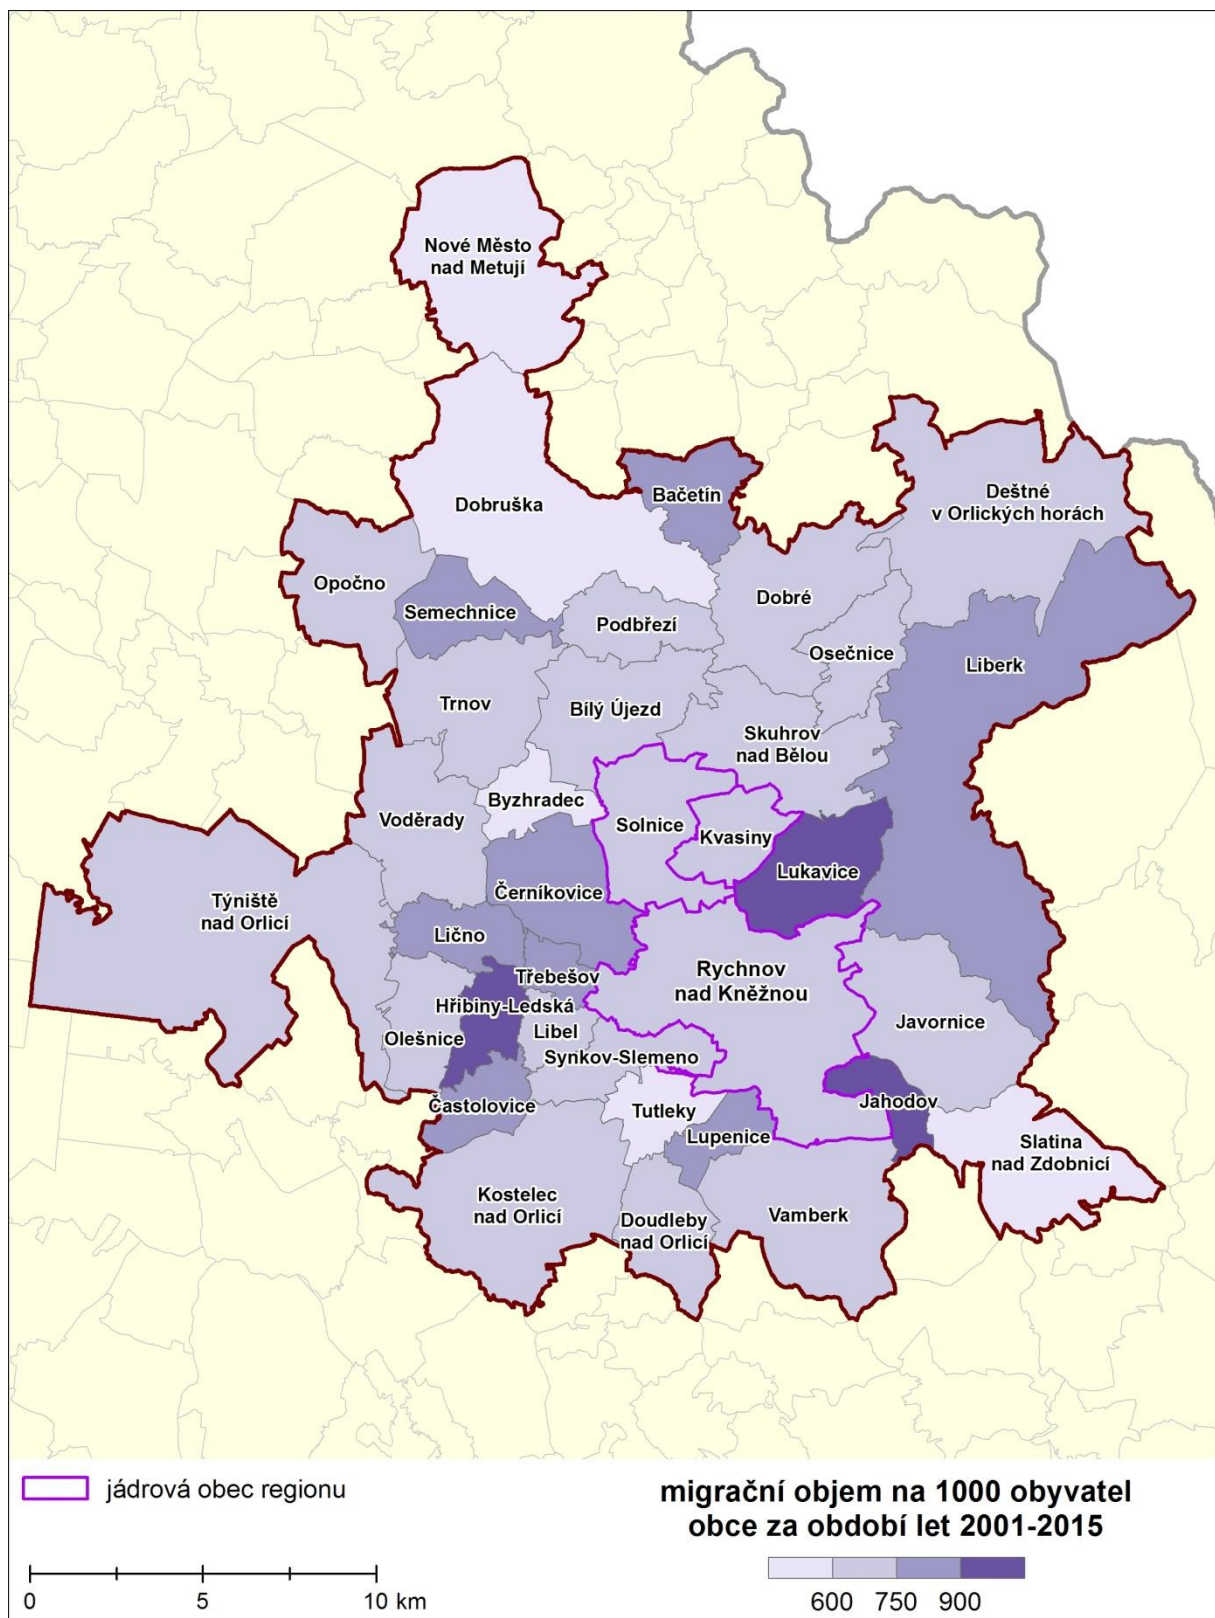 Nové Město
nad Metují
Dobruška
Bačetín
Deštné
v Orlických horách
Opočno
Semechnice
Podbřezí
Dobré
Osečnice
Liberk
Trnov
Bílý Újezd
Skuhrov
nad Bělou
Byzhradec
Voděrady
Solnice
Kvasiny
Lukavice
Týniště
nad Orlicí
Černíkovice
Lično
Třebešov
Rychnov
nad Kněžnou
Hřibiny-Ledská
Olešnice
Libel
Javornice
Synkov-Slemeno
Častolovice
Tutleky
Jahodov
Lupenice
Slatina
nad Zdobnicí
Kostelec
nad Orlicí
Doudleby
nad Orlicí
Vamberk
jádrová obec regionu
migrační objem na 1000 obyvatel
obce za období let 2001-2015
0 5 10 km
600 750 900